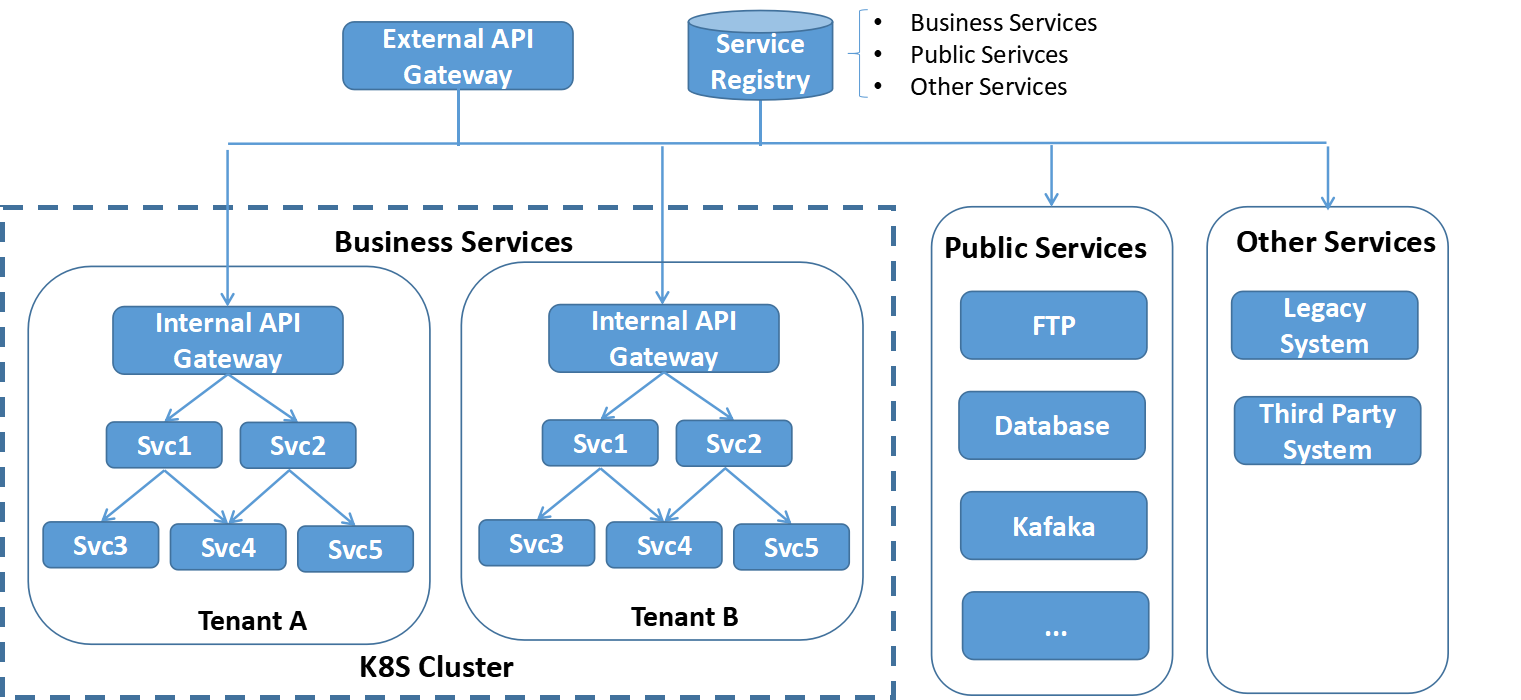 External API
Gateway
Service
Registry
• Business Services
• Public Serivces
• Other Services
Business Services
Internal API
Gateway
Svc1
Svc2
Svc3
Svc4
Svc5
Tenant A
Internal API
Gateway
Svc1
Svc2
Svc3
Svc4
Svc5
Tenant B
K8S Cluster
Public Services
FTP
Database
Kafaka
...
Other Services
Legacy
System
Third Party
System